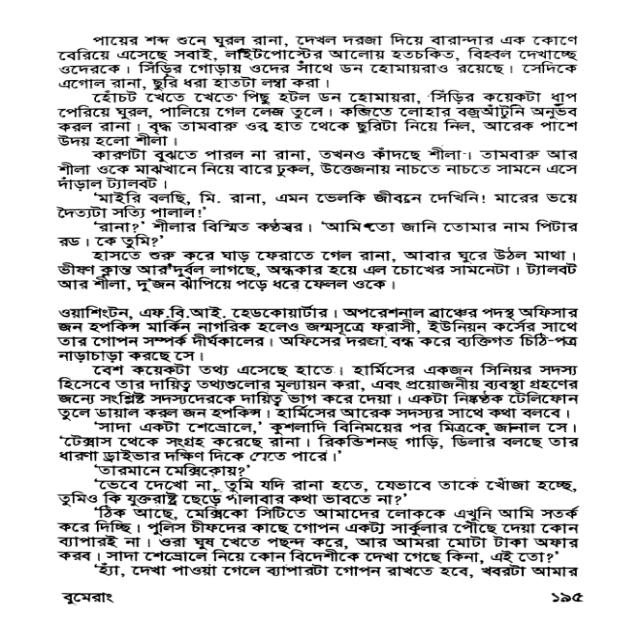 পায়ের শব্দ শুনে ঘুরল রানা, দেখল দরজা দিয়ে বারান্দার এক কোণে
বেরিয়ে এসেছে সবাই, লাইটপোস্টের আলোয় হতচকিত, বিহ্বল দেখাচ্ছে
ওদেরকে। সিঁড়ির গোড়ায় ওদের সাথে ডন হোমায়রাও রয়েছে। সেদিকে
এগোল রানা, ছুরি ধরা হাতটা লম্বা করা।
হোঁচট খেতে খেতে পিছু হটল ডন হোমায়রা, সিঁড়ির কয়েকটা ধাপ
পেরিয়ে ঘুরল, পালিয়ে গেল লেজ তুলে। কব্জিতে লোহার বজ্রআঁটুনি অনুভব
করল রানা। বৃদ্ধ তামবারু ওর হাত থেকে ছুরিটা নিয়ে নিল, আরেক পাশে
উদয় হলো শীলা।
কারণটা বুঝতে পারল না রানা, তখনও কাঁদছে শীলা। তামবারু আর
শীলা ওকে মাঝখানে নিয়ে বারে ঢুকল, উত্তেজনায় নাচতে নাচতে সামনে এসে
দাঁড়াল ট্যালবট।
'মাইরি বলছি, মি. রানা, এমন ভেলকি জীবনে দেখিনি! মারের ভয়ে
দৈত্যটা সত্যি পালাল!'
'রানা?' শীলার বিস্মিত কণ্ঠস্বর। 'আমি তো জানি তোমার নাম পিটার
রড। কে তুমি?'
হাসতে শুরু করে ঘাড় ফেরাতে গেল রানা, আবার ঘুরে উঠল মাথা।
ভীষণ ক্লান্ত আর দুর্বল লাগছে, অন্ধকার হয়ে এল চোখের সামনেটা। ট্যালবট
আর শীলা, দু'জন ঝাঁপিয়ে পড়ে ধরে ফেলল ওকে।
ওয়াশিংটন, এফ.বি.আই. হেডকোয়ার্টার। অপরেশনাল ব্রাঞ্চের পদস্থ অফিসার
জন হপকিন্স মার্কিন নাগরিক হলেও জন্মসূত্রে ফরাসী, ইউনিয়ন কর্সের সাথে
তার গোপন সম্পর্ক দীর্ঘকালের। অফিসের দরজা বন্ধ করে ব্যক্তিগত চিঠি-পত্র
নাড়াচাড়া করছে সে।
বেশ কয়েকটা তথ্য এসেছে হাতে। হার্মিসের একজন সিনিয়র সদস্য
হিসেবে তার দায়িত্ব তথ্যগুলোর মূল্যায়ন করা, এবং প্রয়োজনীয় ব্যবস্থা গ্রহণের
জন্যে সংশ্লিষ্ট সদস্যদেরকে দায়িত্ব ভাগ করে দেয়া। একটা নিষ্কণ্টক টেলিফোন
তুলে ডায়াল করল জন হপকিন্স। হার্মিসের আরেক সদস্যর সাথে কথা বলবে।
'সাদা একটা শেভ্রোলে,' কুশলাদি বিনিময়ের পর মিত্রকে জানাল সে।
'টেক্সাস থেকে সংগ্রহ করেছে রানা। রিকন্ডিশনড্ গাড়ি, ডিলার বলছে তার
ধারণা ড্রাইভার দক্ষিণ দিকে যেতে পারে।'
'তারমানে মেক্সিকোয়?'
'ভেবে দেখো না, তুমি যদি রানা হতে, যেভাবে তাকে খোঁজা হচ্ছে,
তুমিও কি যুক্তরাষ্ট্র ছেড়ে পালাবার কথা ভাবতে না?'
'ঠিক আছে, মেক্সিকো সিটিতে আমাদের লোককে এখুনি আমি সতর্ক
করে দিচ্ছি। পুলিস চীফদের কাছে গোপন একটা সার্কুলার পৌছে দেয়া কোন
ব্যাপারই না। ওরা ঘুষ খেতে পছন্দ করে, আর আমরা মোটা টাকা অফার
করব। সাদা শেভ্রোলে নিয়ে কোন বিদেশীকে দেখা গেছে কিনা, এই তো?'
'হ্যাঁ, দেখা পাওয়া গেলে ব্যাপারটা গোপন রাখতে হবে, খবরটা আমার
বুমেরাং
১৯৫